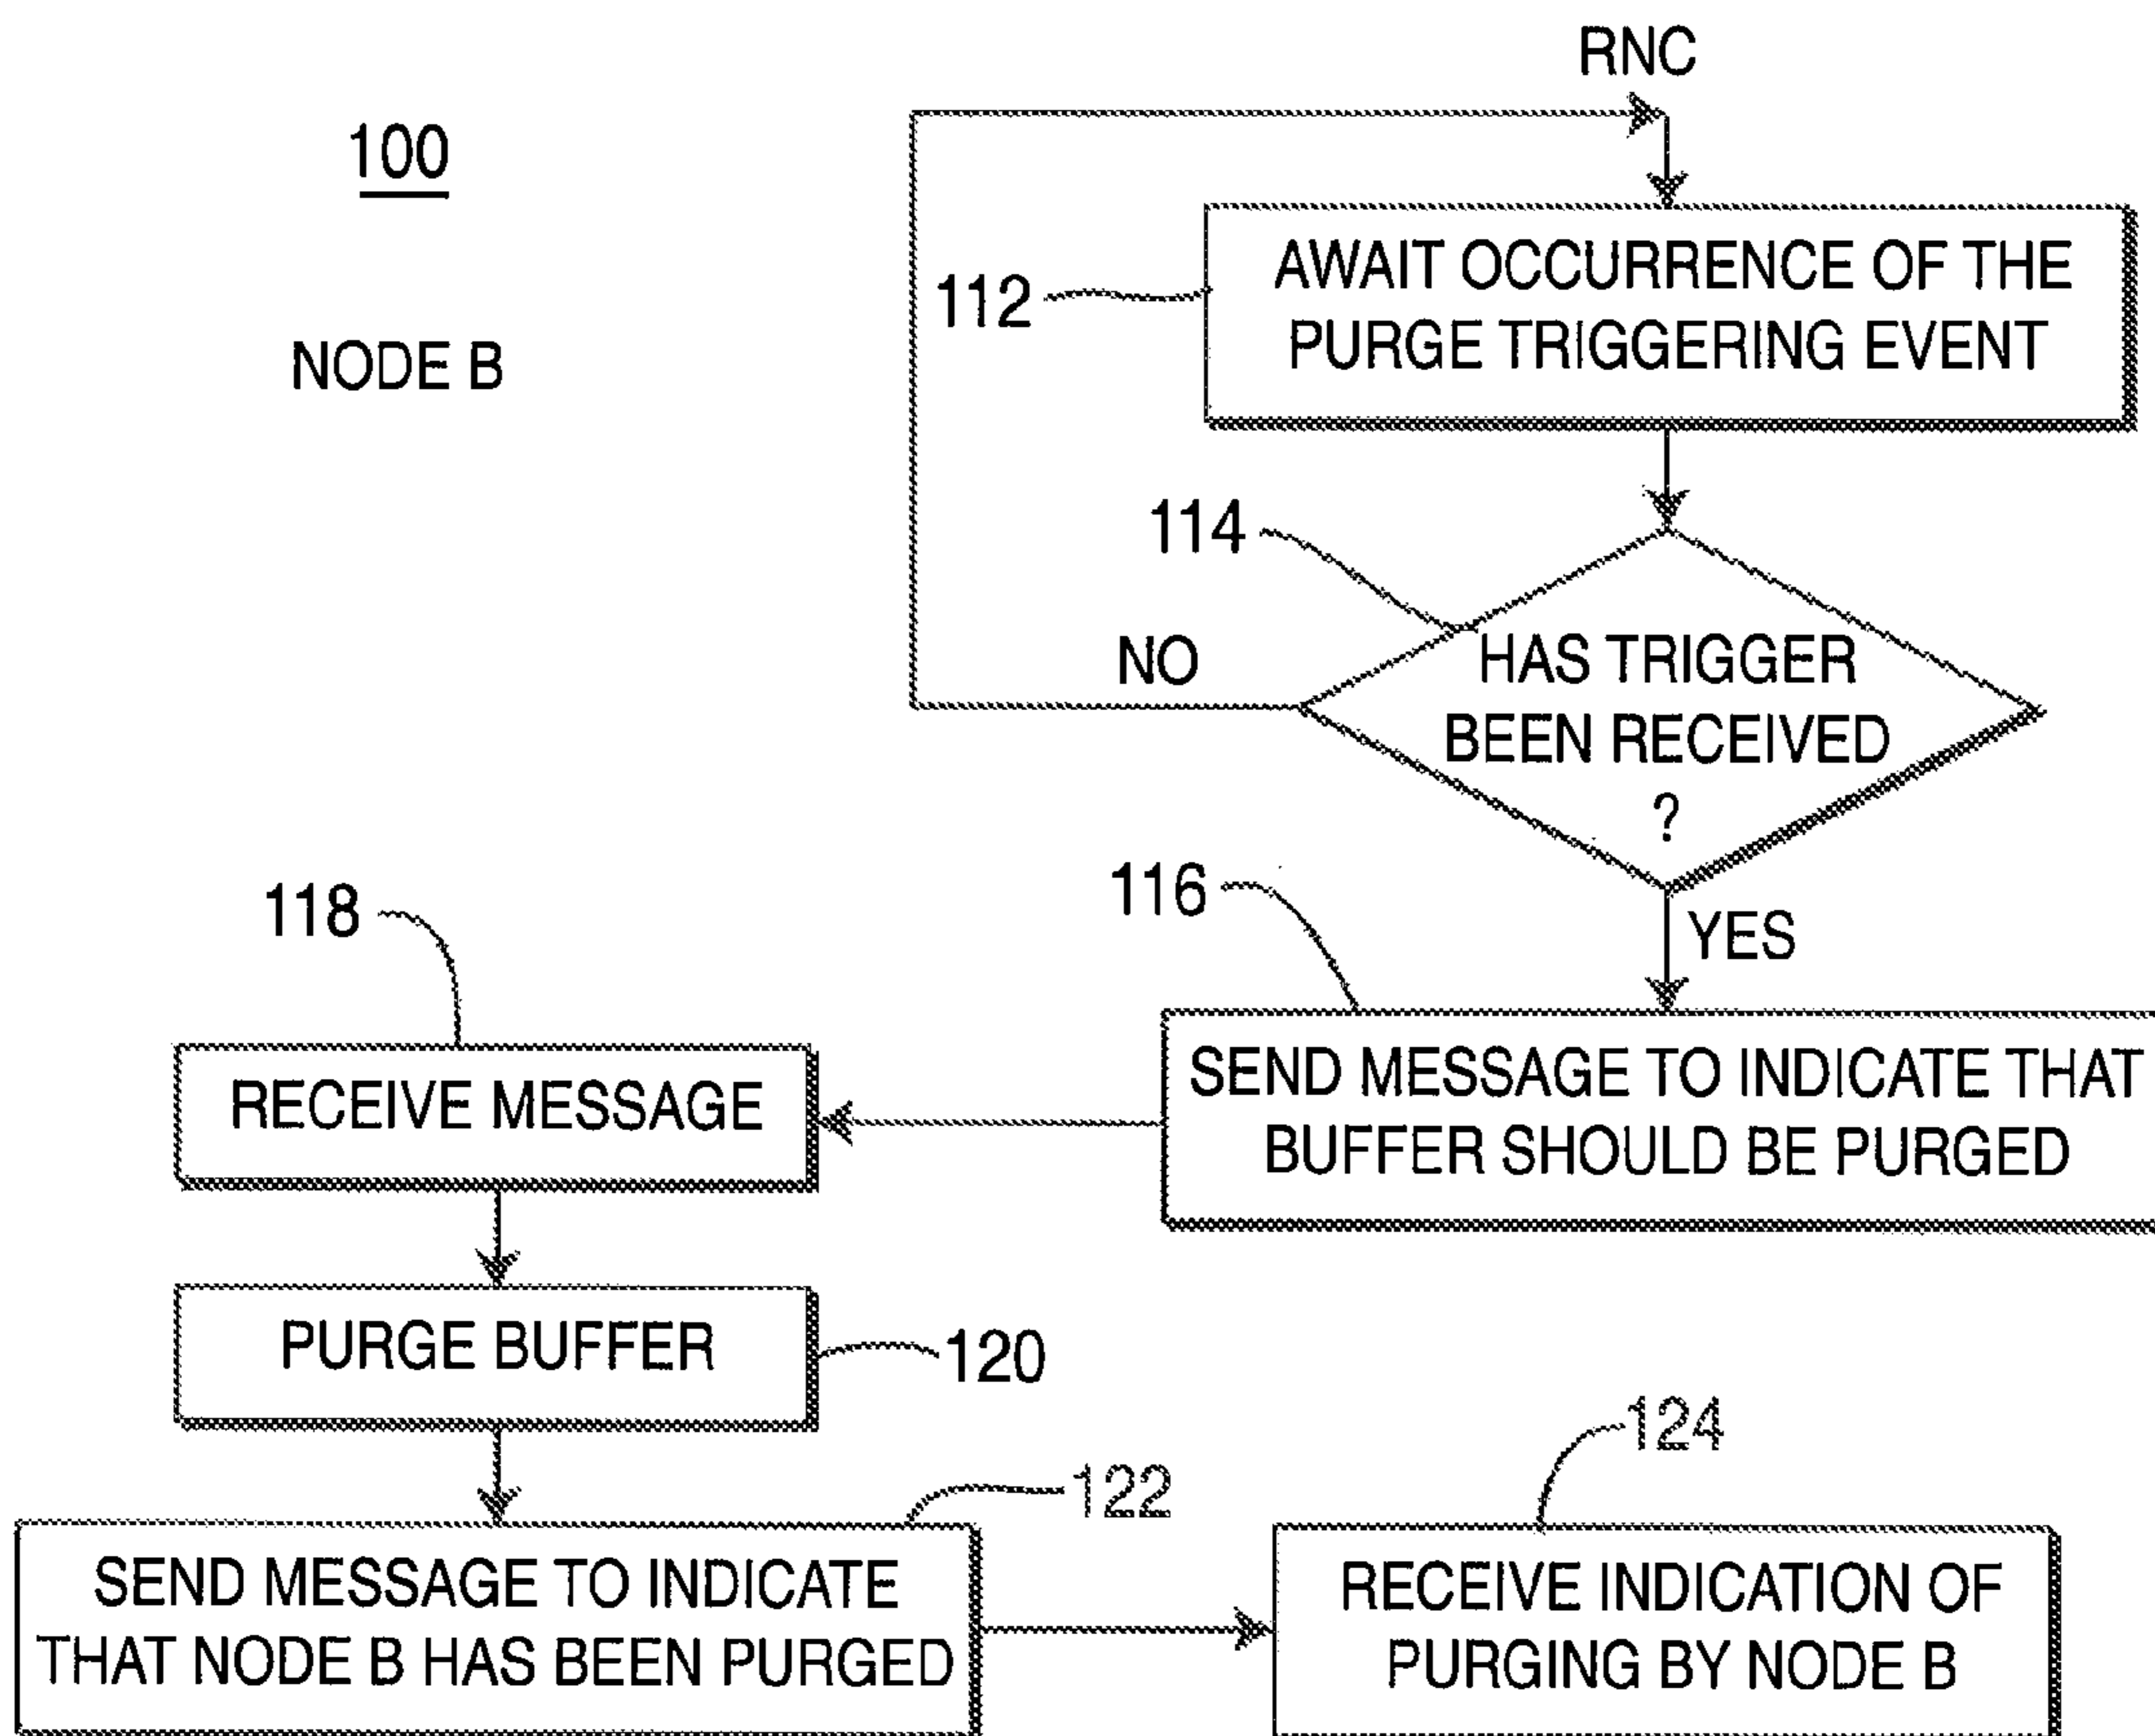 RNC
100
NODE B
112
AWAIT OCCURRENCE OF THE
PURGE TRIGGERING EVENT
114
NO
HAS TRIGGER
BEEN RECEIVED
?
YES
116
SEND MESSAGE TO INDICATE THAT
BUFFER SHOULD BE PURGED
118
RECEIVE MESSAGE
PURGE BUFFER
120
122
SEND MESSAGE TO INDICATE
THAT NODE B HAS BEEN PURGED
124
RECEIVE INDICATION OF
PURGING BY NODE B